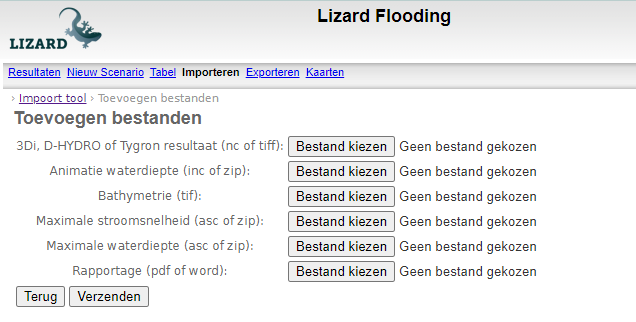 Lizard Flooding
LIZARD
Resultaten Nieuw Scenario Tabel Importeren Exporteren Kaarten
› Impoort tool › Toevoegen bestanden
Toevoegen bestanden
3Di, D-HYDRO of Tygron resultaat (nc of tiff): Bestand kiezen Geen bestand gekozen
Animatie waterdiepte (inc of zip): Bestand kiezen Geen bestand gekozen
Bathymetrie (tif): Bestand kiezen Geen bestand gekozen
Maximale stroomsnelheid (asc of zip): Bestand kiezen Geen bestand gekozen
Maximale waterdiepte (asc of zip): Bestand kiezen Geen bestand gekozen
Rapportage (pdf of word): Bestand kiezen Geen bestand gekozen
Terug Verzenden